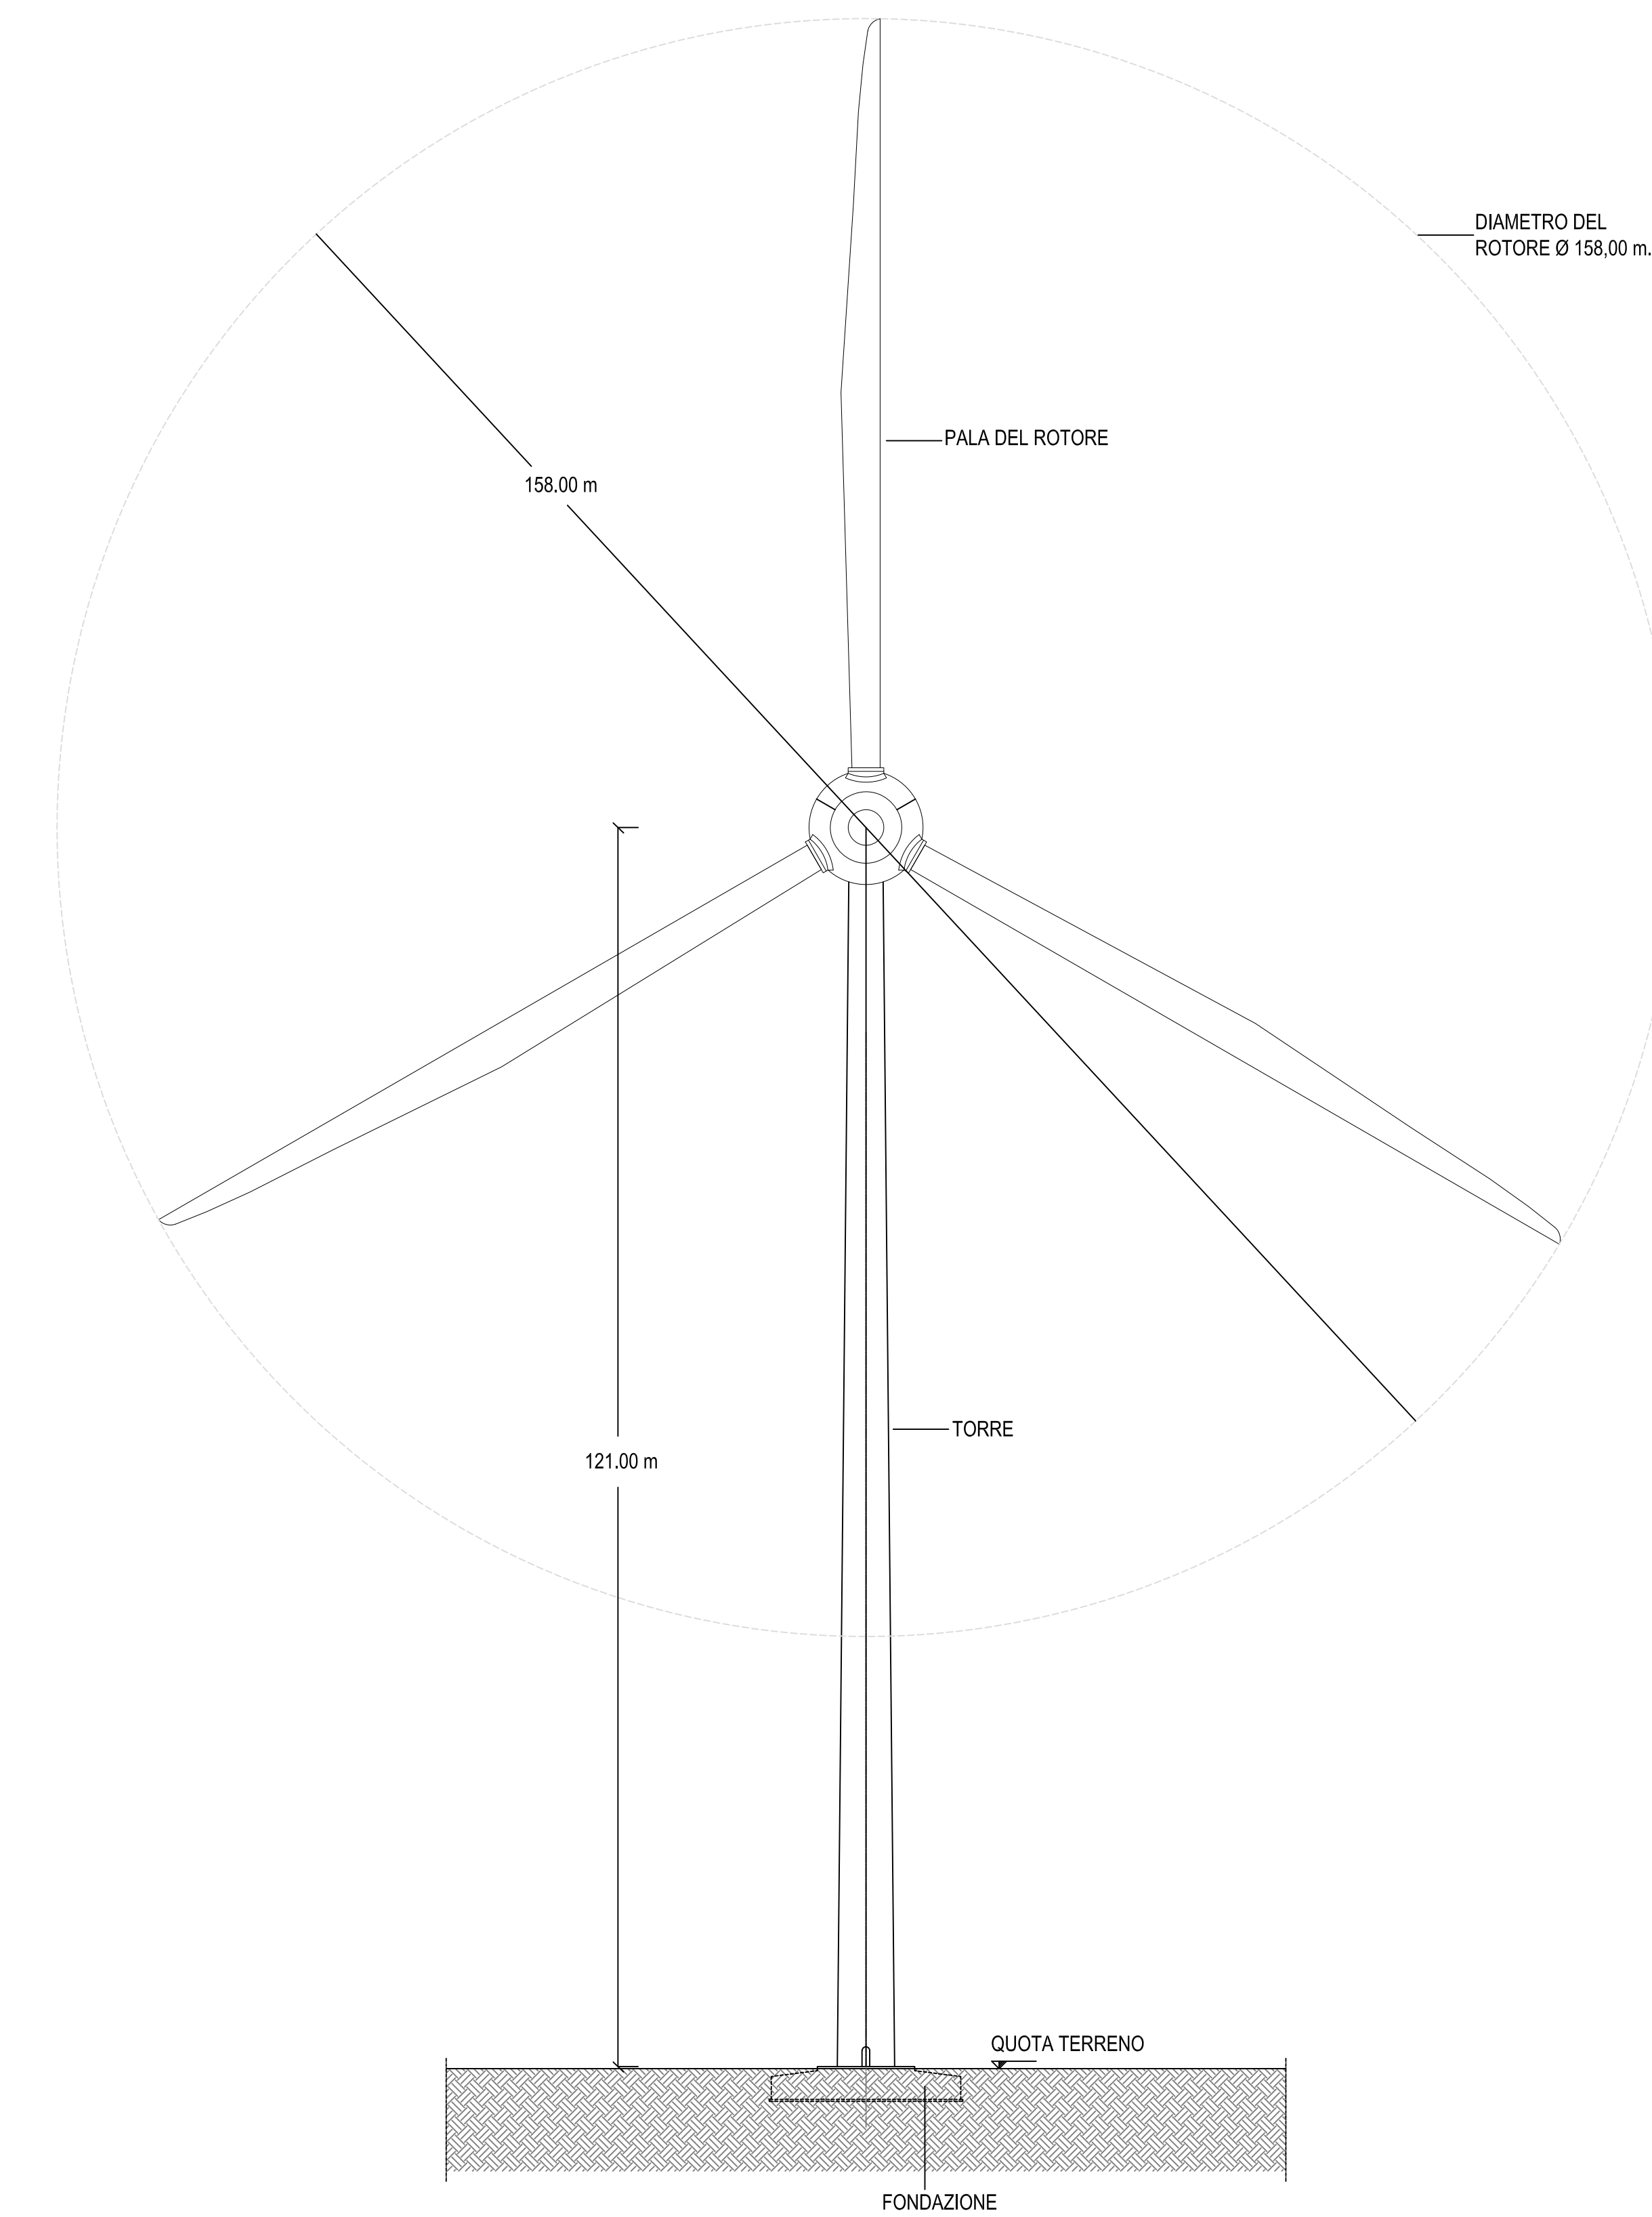 DIAMETRO DEL
ROTORE Ø 158,00 m.
PALA DEL ROTORE
158.00 m
TORRE
121.00 m
QUOTA TERRENO
FONDAZIONE